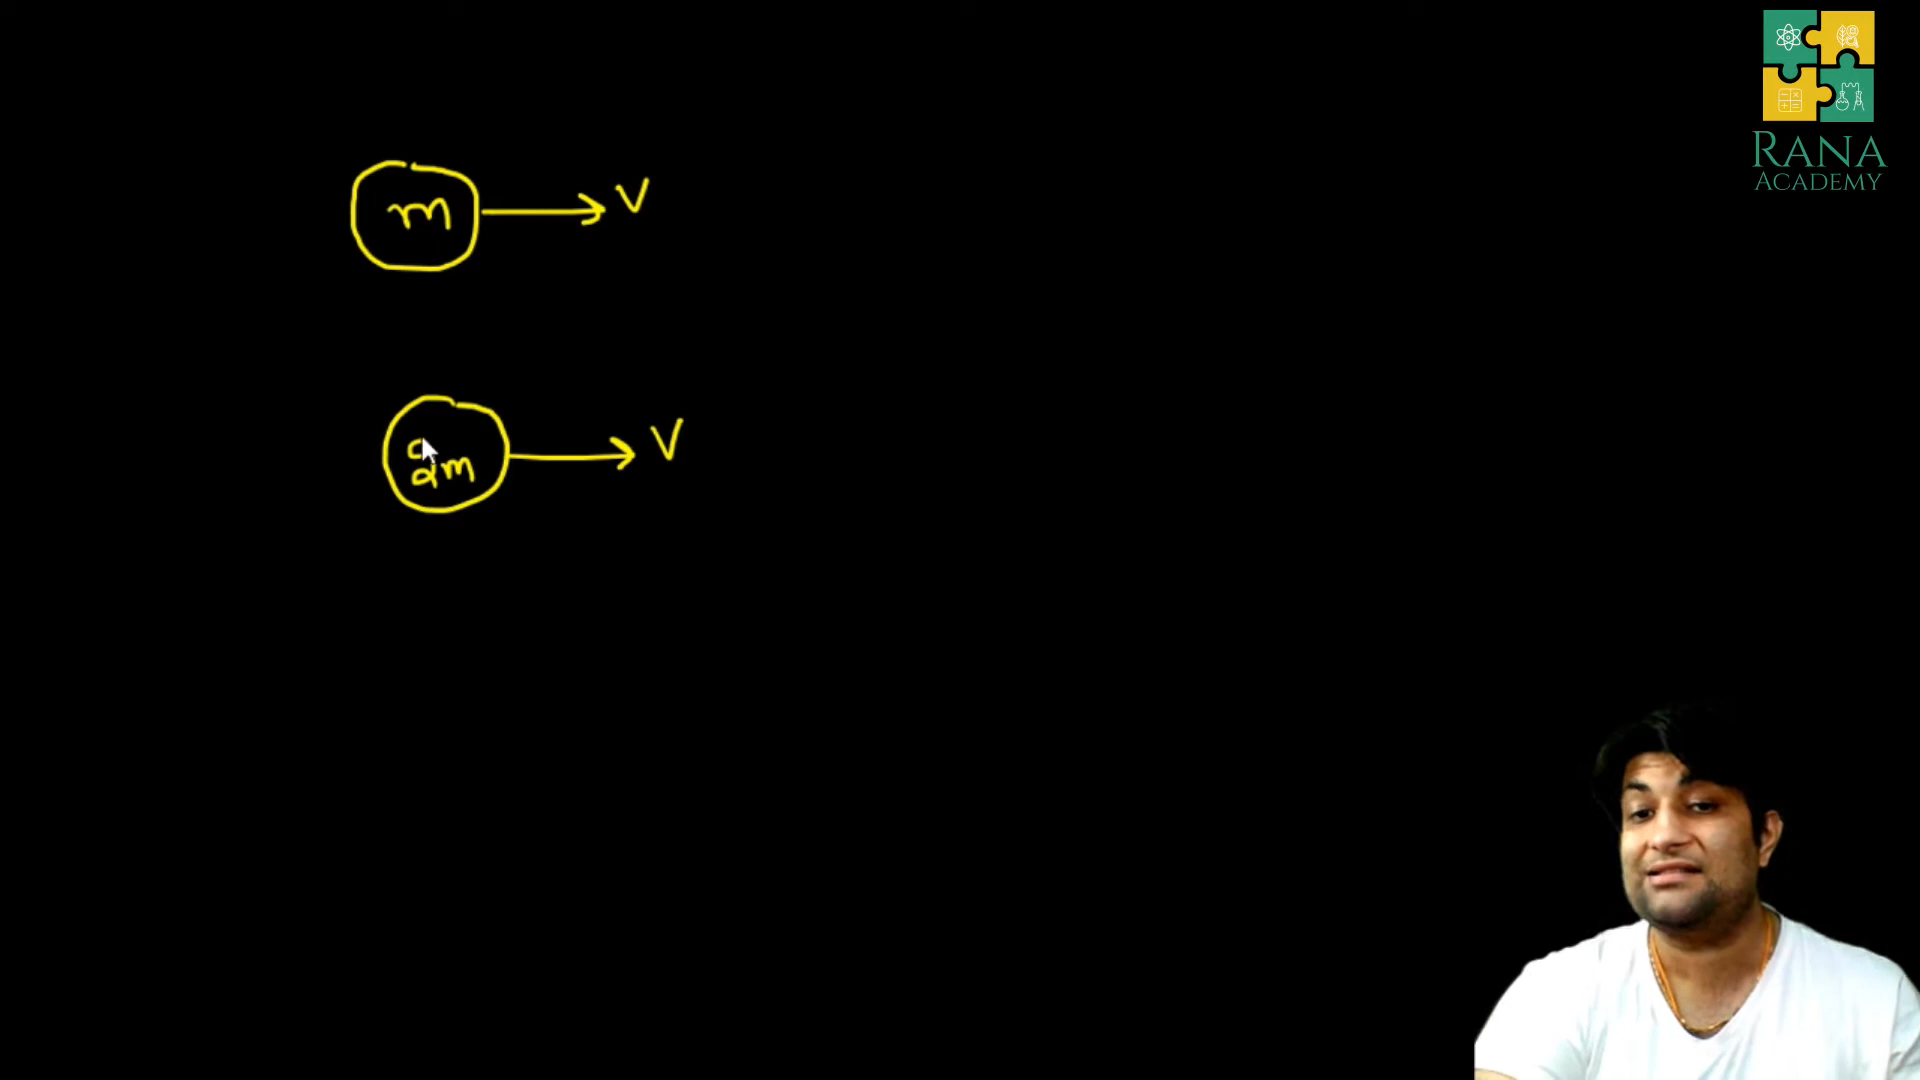 RANA
ACADEMY
m → V
2m → V